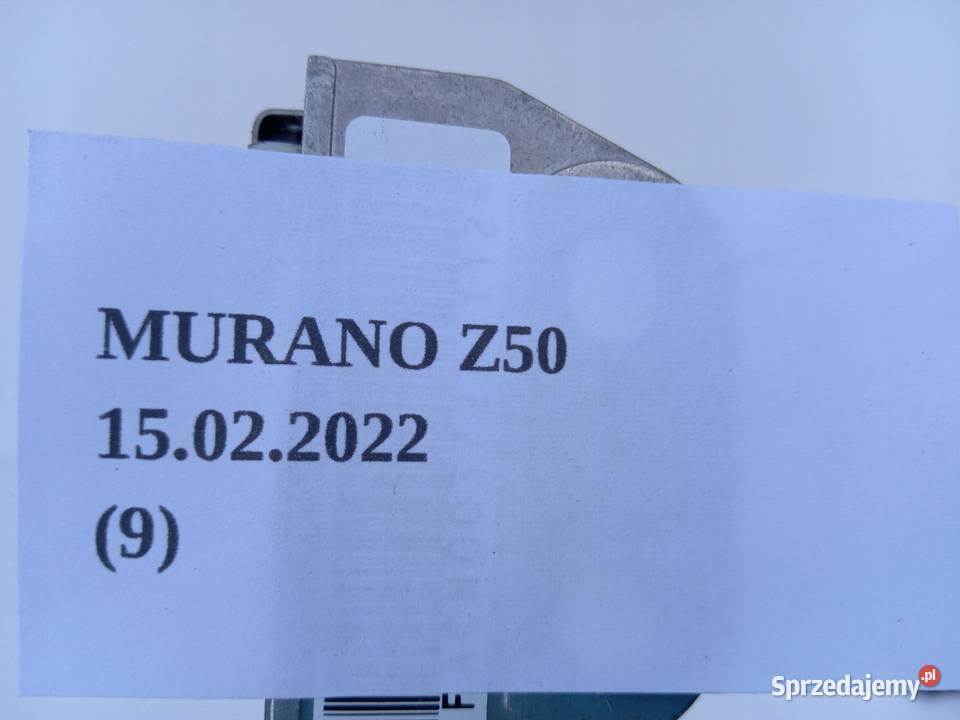 MURANO Z50
15.02.2022
(9)
Sprzedajemy.pl